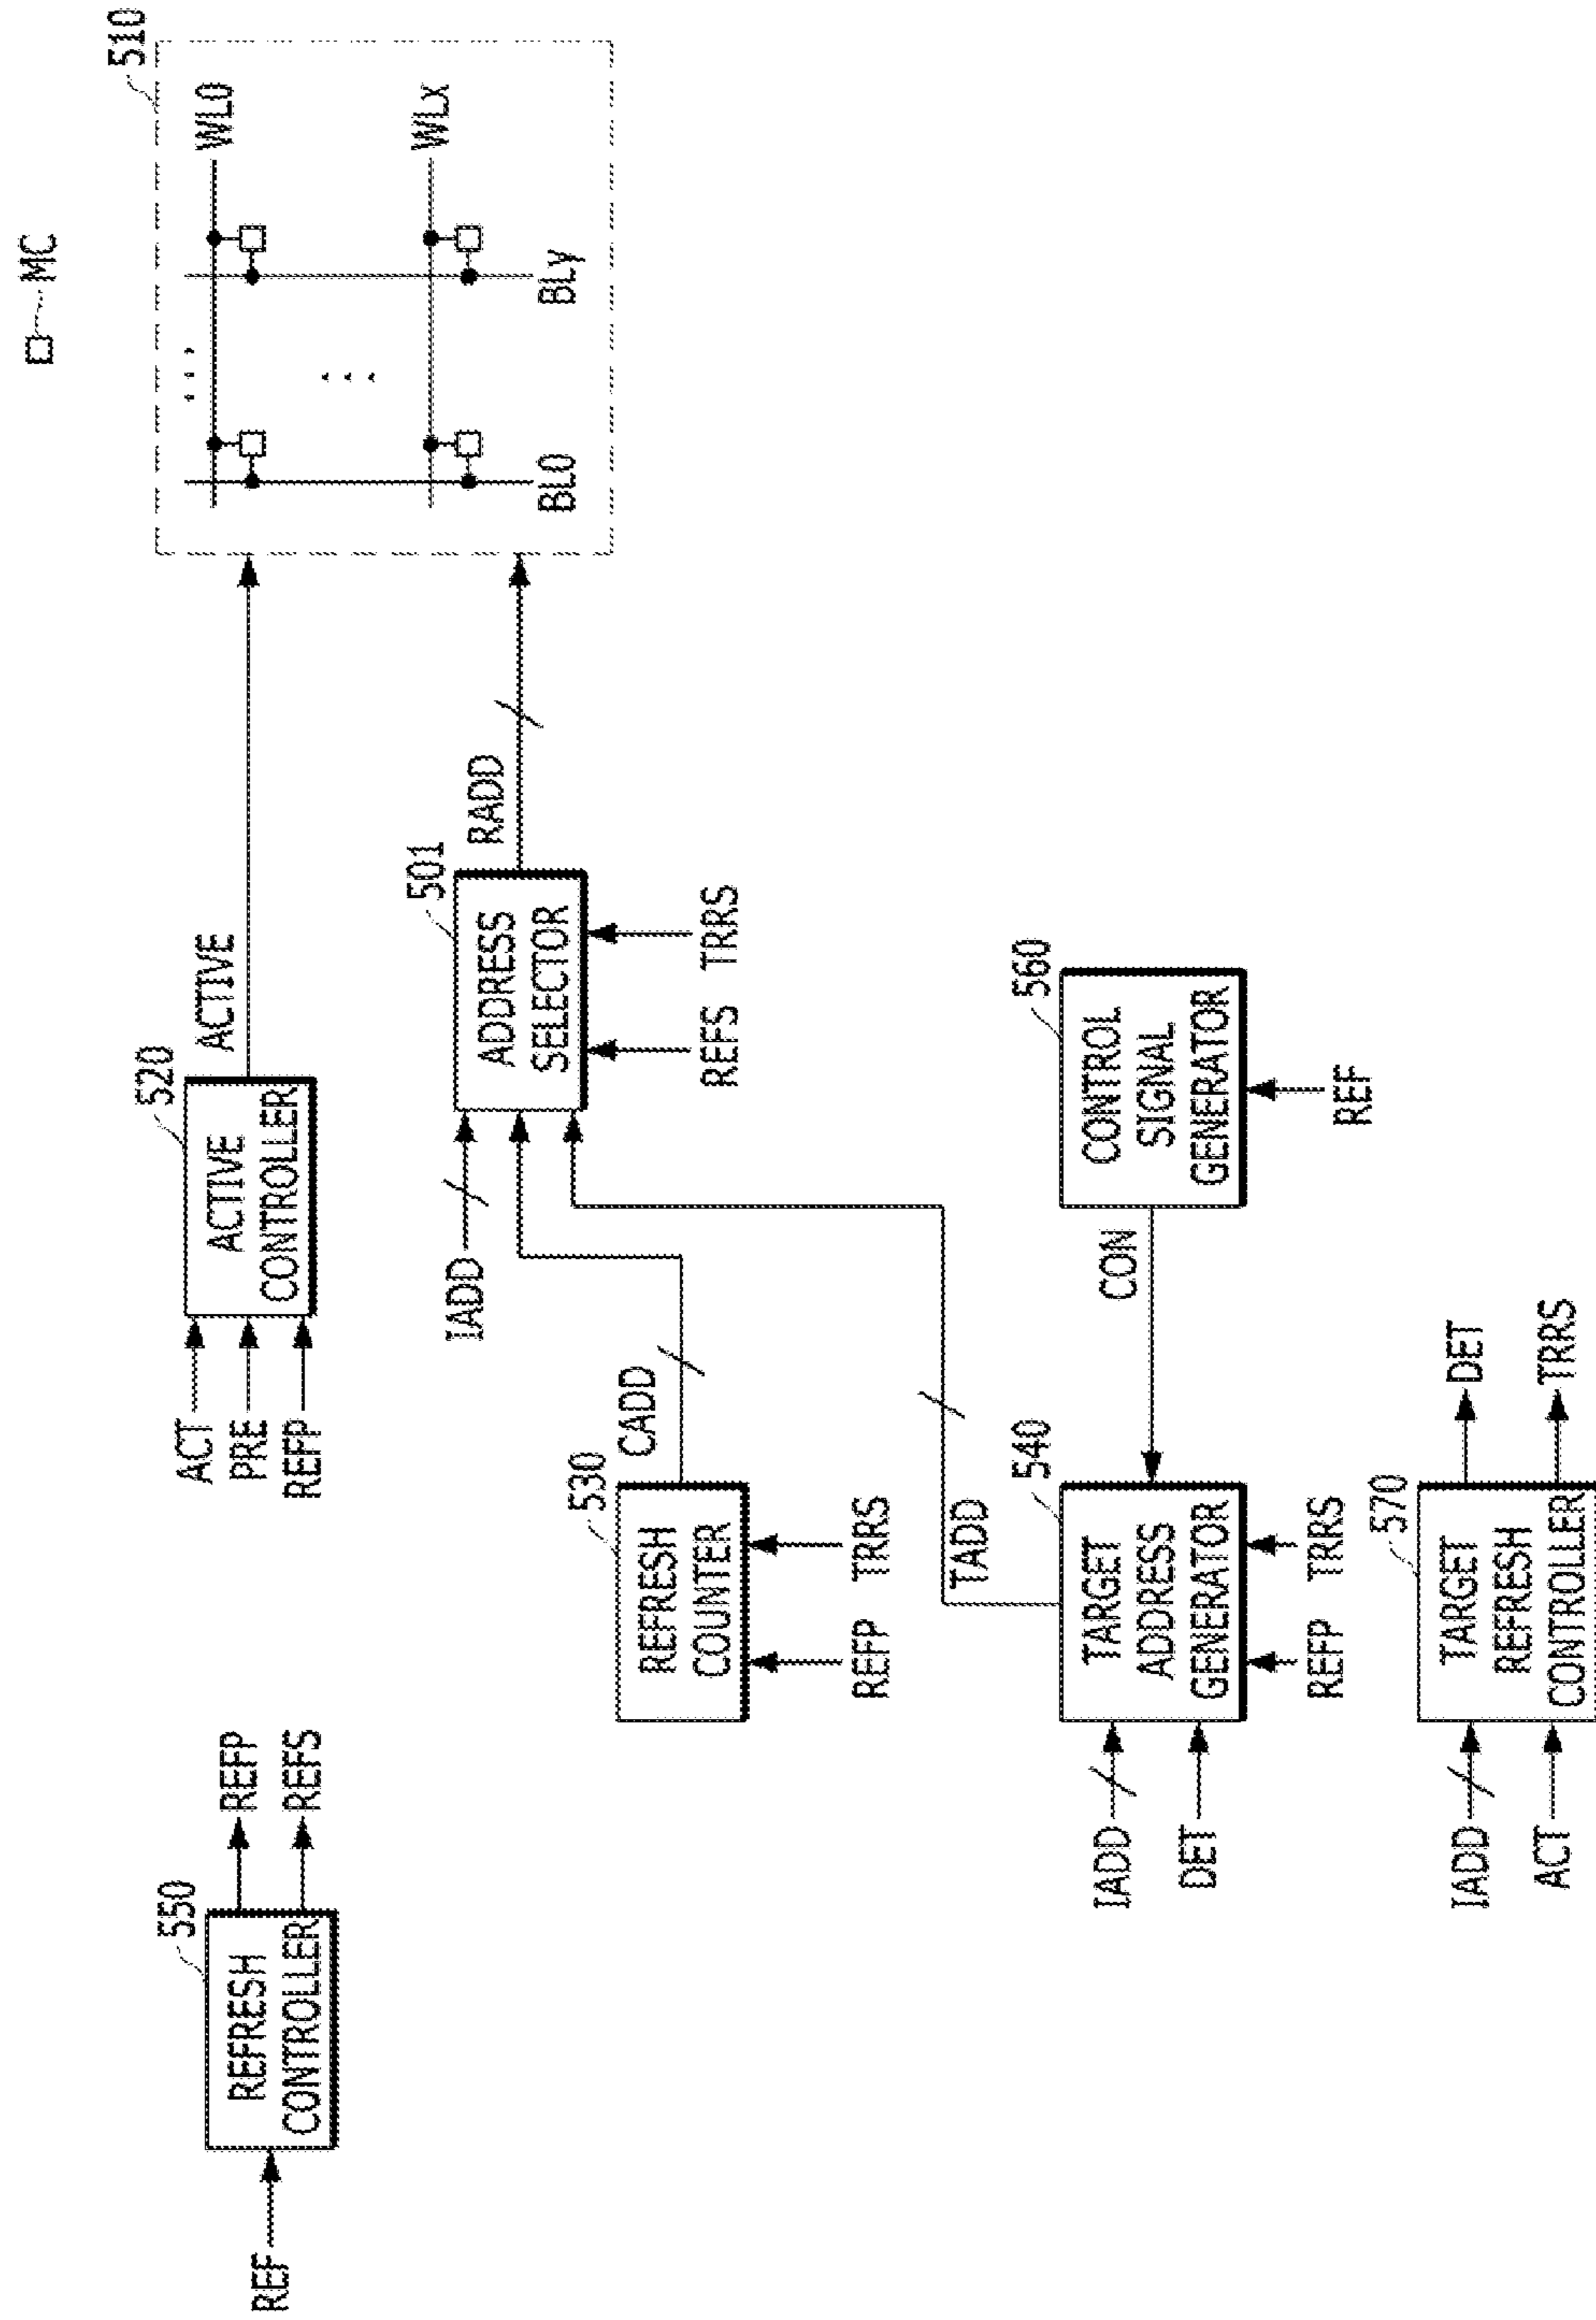 MC
510
WL0
WLx
BL0
BLy
550
REFRESH
CONTROLLER
REF
REFP
REFS
520
ACTIVE
CONTROLLER
ACT
PRE
REFP
ACTIVE
501
ADDRESS
SELECTOR
IADD
RADD
REFS
TRRS
530
REFRESH
COUNTER
CADD
REFP
TRRS
TADD
540
TARGET
ADDRESS
GENERATOR
IADD
DET
REFP
TRRS
CON
560
CONTROL
SIGNAL
GENERATOR
REF
570
TARGET
REFRESH
CONTROLLER
IADD
ACT
DET
TRRS